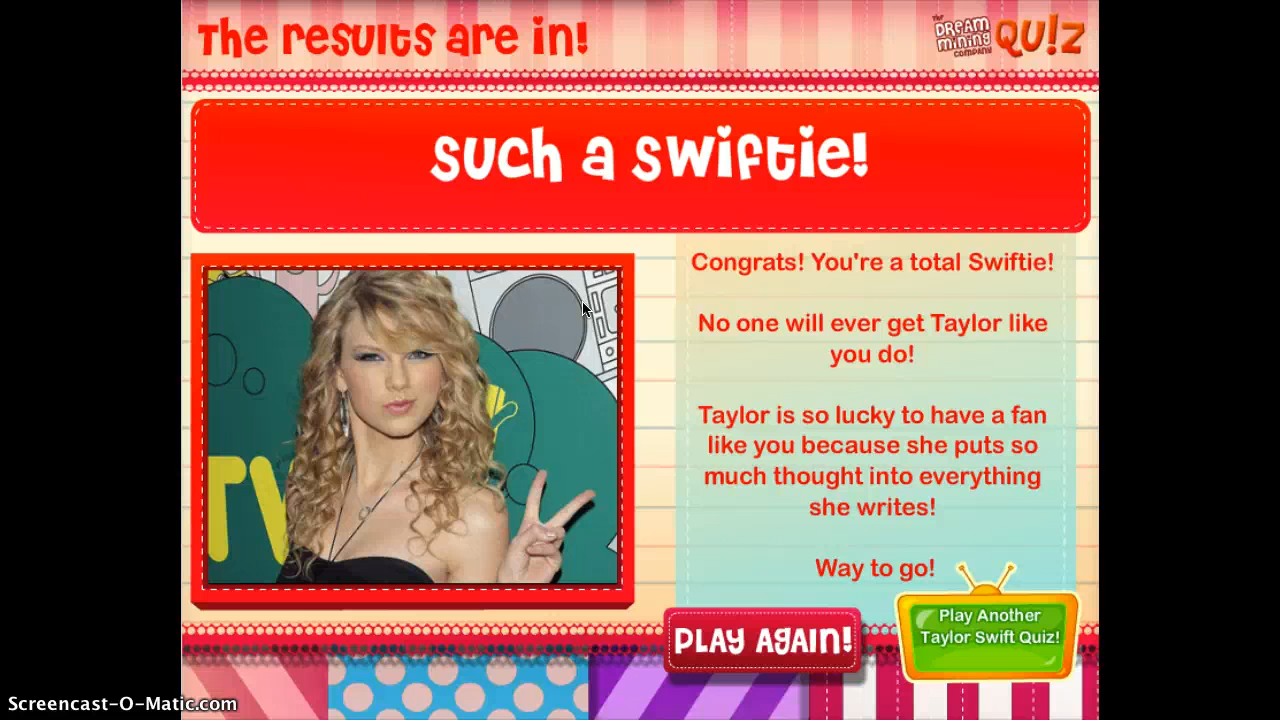 The results are in!
The DREAM mining company QU!Z
such a swiftie!
Congrats! You're a total Swiftie!
No one will ever get Taylor like
you do!
Taylor is so lucky to have a fan
like you because she puts so
much thought into everything
she writes!
Way to go!
TV
PLAY AGAIN!
Play Another
Taylor Swift Quiz!
Screencast-O-Matic.com